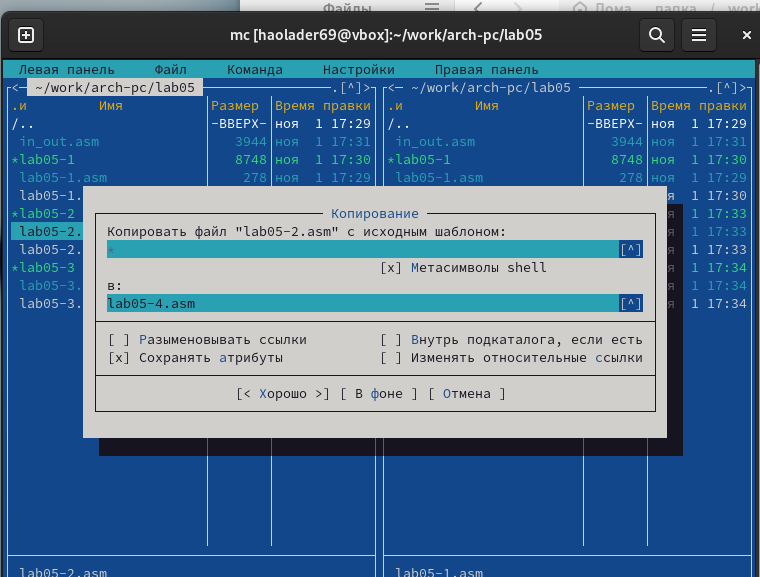 Файлы
Дома папка / work
mc [haolader69@vbox]:~/work/arch-pc/lab05
Левая панель Файл Команда Настройки Правая панель
<─ ~/work/arch-pc/lab05 .[^]> <─ ~/work/arch-pc/lab05 .[^]>
.и Имя Размер Время правки .и Имя Размер Время правки
/.. -ВВЕРХ- ноя 1 17:29 /.. -ВВЕРХ- ноя 1 17:29
in_out.asm 3944 ноя 1 17:31 in_out.asm 3944 ноя 1 17:31
*lab05-1 8748 ноя 1 17:30 *lab05-1 8748 ноя 1 17:30
lab05-1.asm 278 ноя 1 17:29 lab05-1.asm 278 ноя 1 17:29
lab05-1. я 1 17:30
*lab05-2 Копирование я 1 17:33
lab05-2. Копировать файл "lab05-2.asm" с исходным шаблоном: я 1 17:33
lab05-2. * [^] я 1 17:33
*lab05-3 [x] Метасимволы shell я 1 17:34
lab05-3. в: я 1 17:34
lab05-3. lab05-4.asm [^] я 1 17:34
[ ] Разыменовывать ссылки [ ] Внутрь подкаталога, если есть
[x] Сохранять атрибуты [ ] Изменять относительные ссылки
[< Хорошо >] [ В фоне ] [ Отмена ]
lab05-2.asm lab05-1.asm